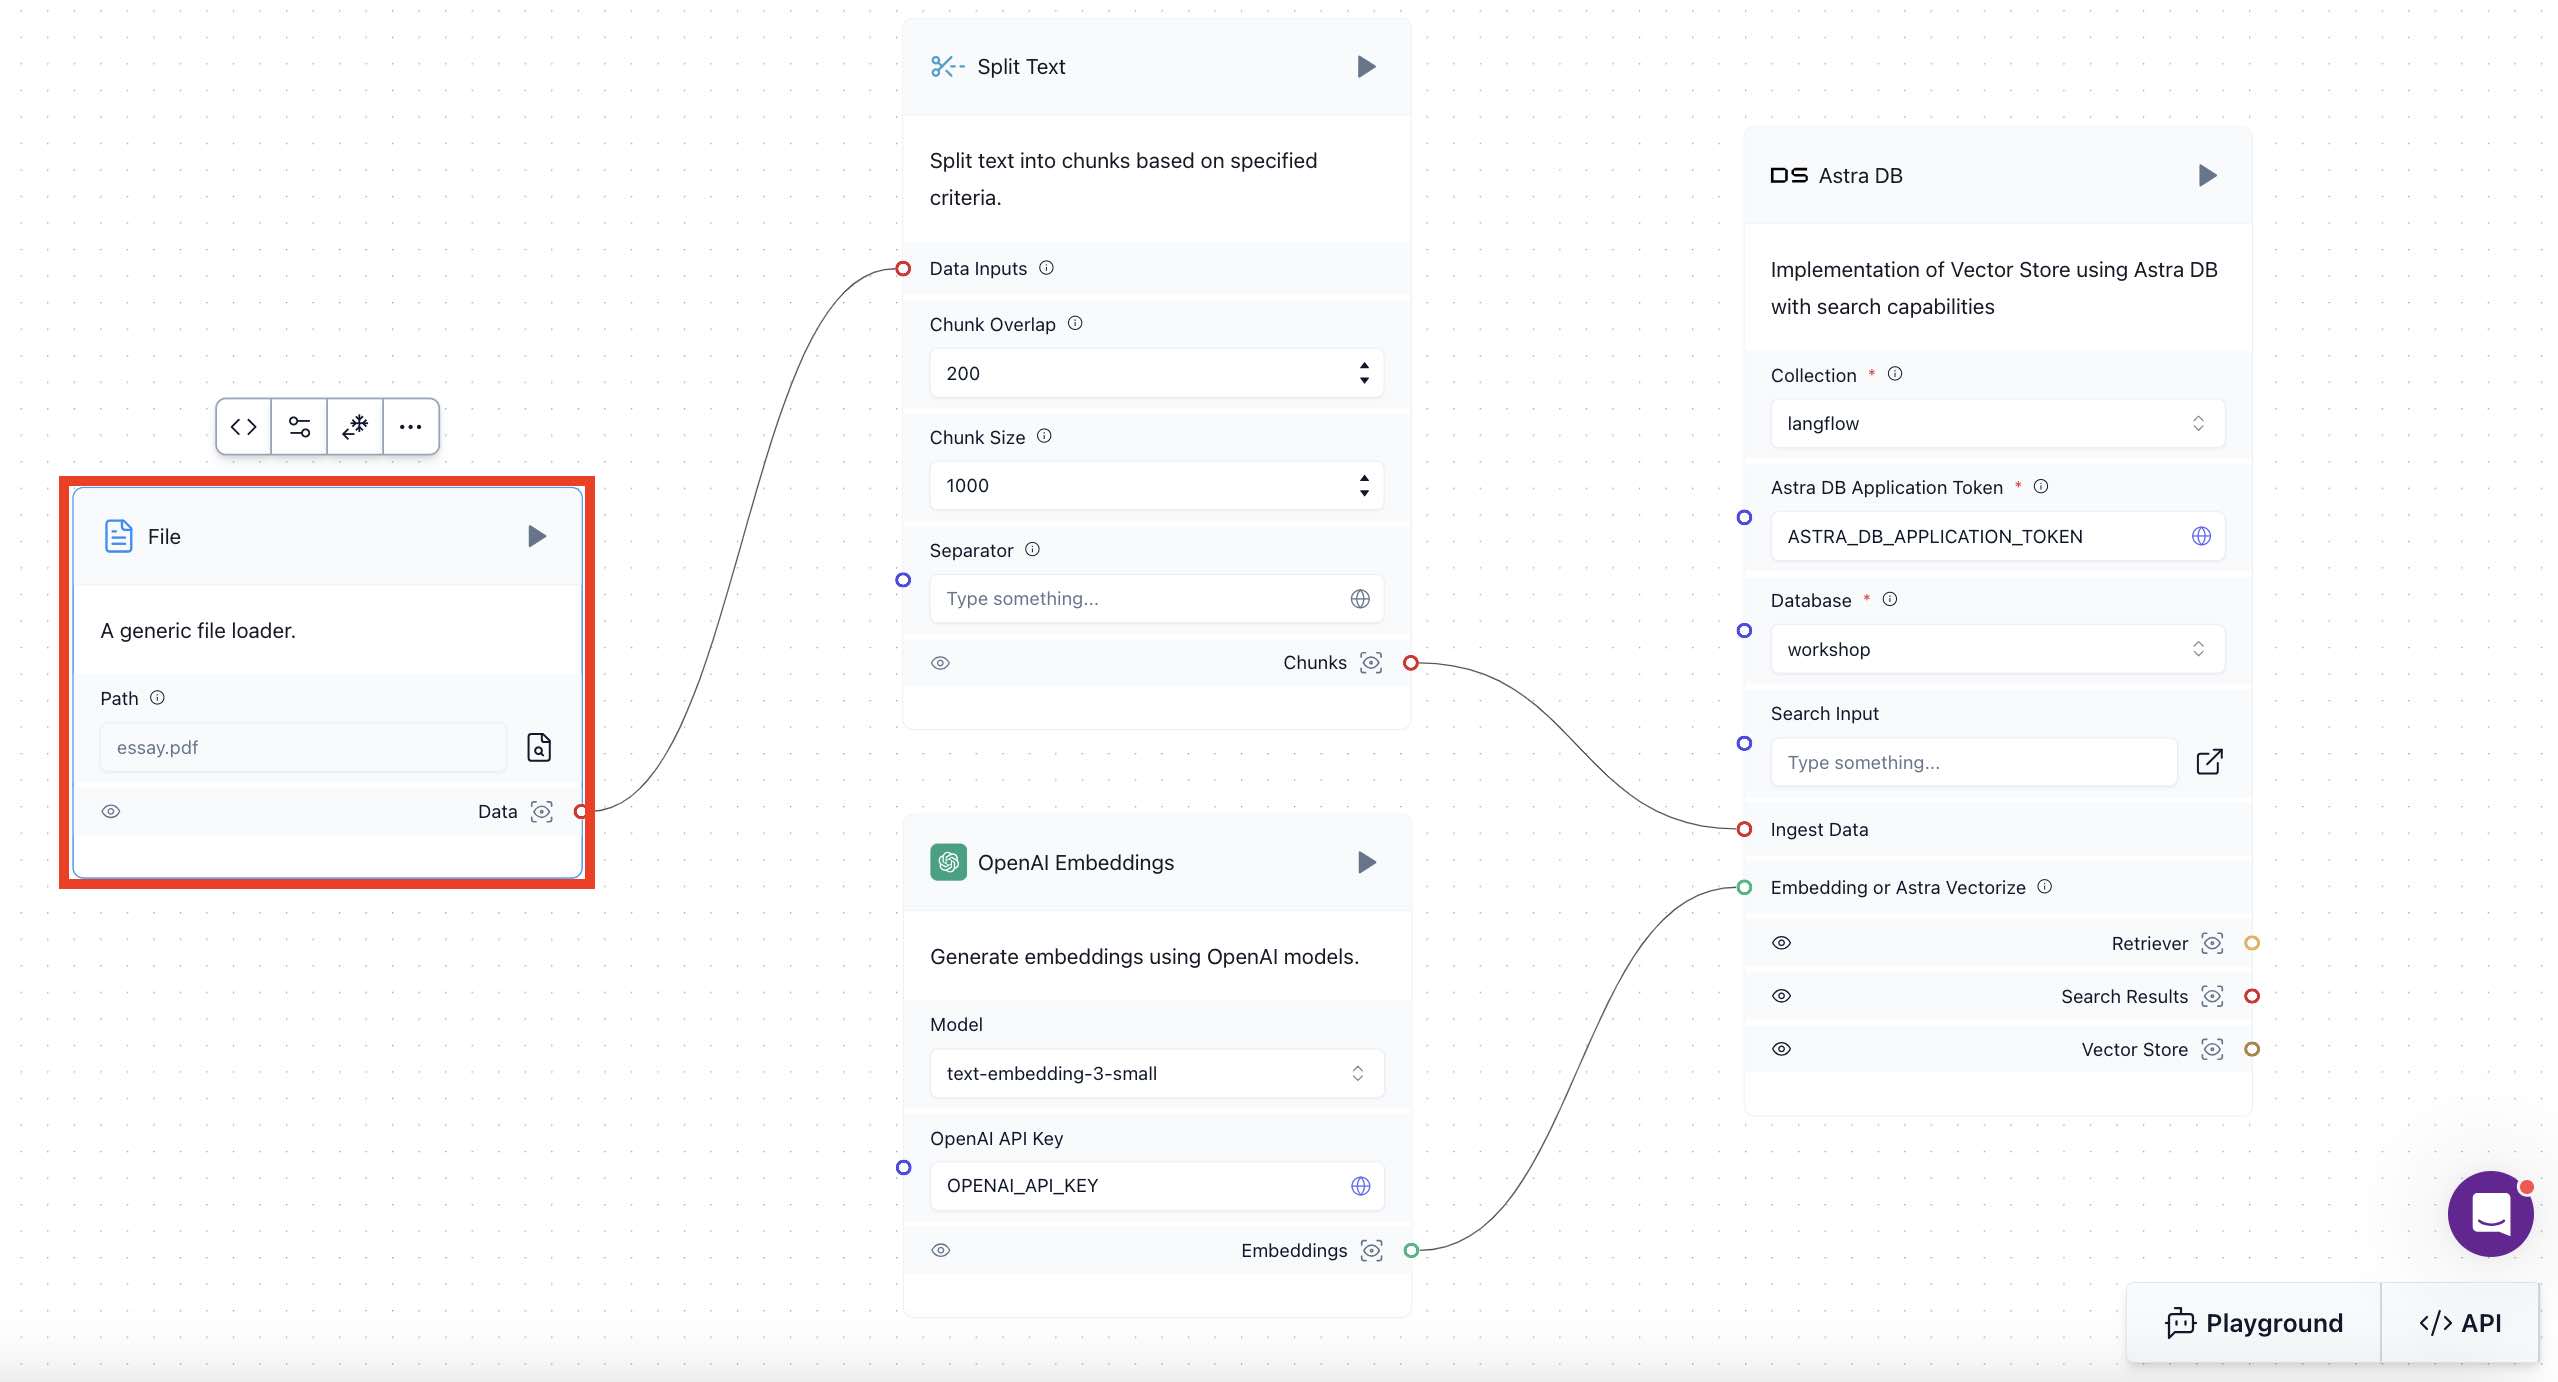 File
A generic file loader.
Path
essay.pdf
Data
Split Text
Split text into chunks based on specified
criteria.
Data Inputs
Chunk Overlap
200
Chunk Size
1000
Separator
Type something...
Chunks
OpenAI Embeddings
Generate embeddings using OpenAI models.
Model
text-embedding-3-small
OpenAI API Key
OPENAI_API_KEY
Embeddings
DS Astra DB
Implementation of Vector Store using Astra DB
with search capabilities
Collection *
langflow
Astra DB Application Token *
ASTRA_DB_APPLICATION_TOKEN
Database *
workshop
Search Input
Type something...
Ingest Data
Embedding or Astra Vectorize
Retriever
Search Results
Vector Store
Playground
</> API